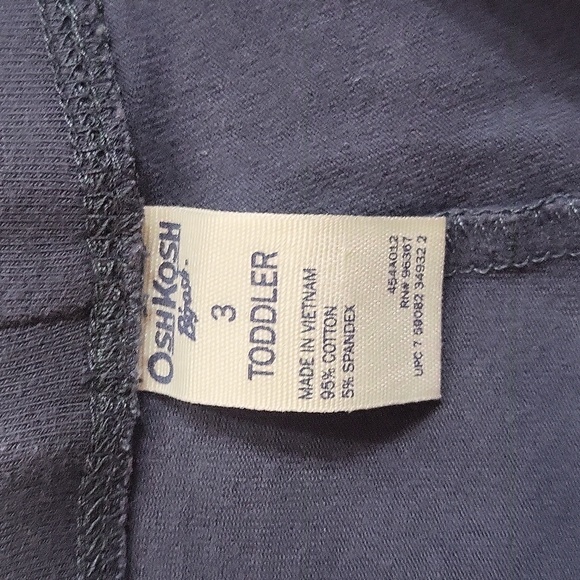 OSHKOSH
B'gosh
3
TODDLER
MADE IN VIETNAM
95% COTTON
5% SPANDEX
454A012
RN# 96367
UPC 7 59082 34932 2